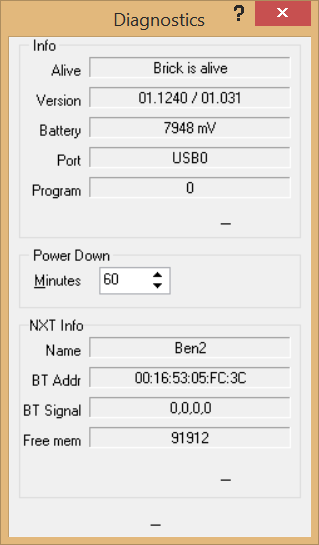 Diagnostics ?
Info
Alive Brick is alive
Version 01.1240 / 01.031
Battery 7948 mV
Port USB0
Program 0
Power Down
Minutes 60
NXT Info
Name Ben2
BT Addr 00:16:53:05:FC:3C
BT Signal 0,0,0,0
Free mem 91912